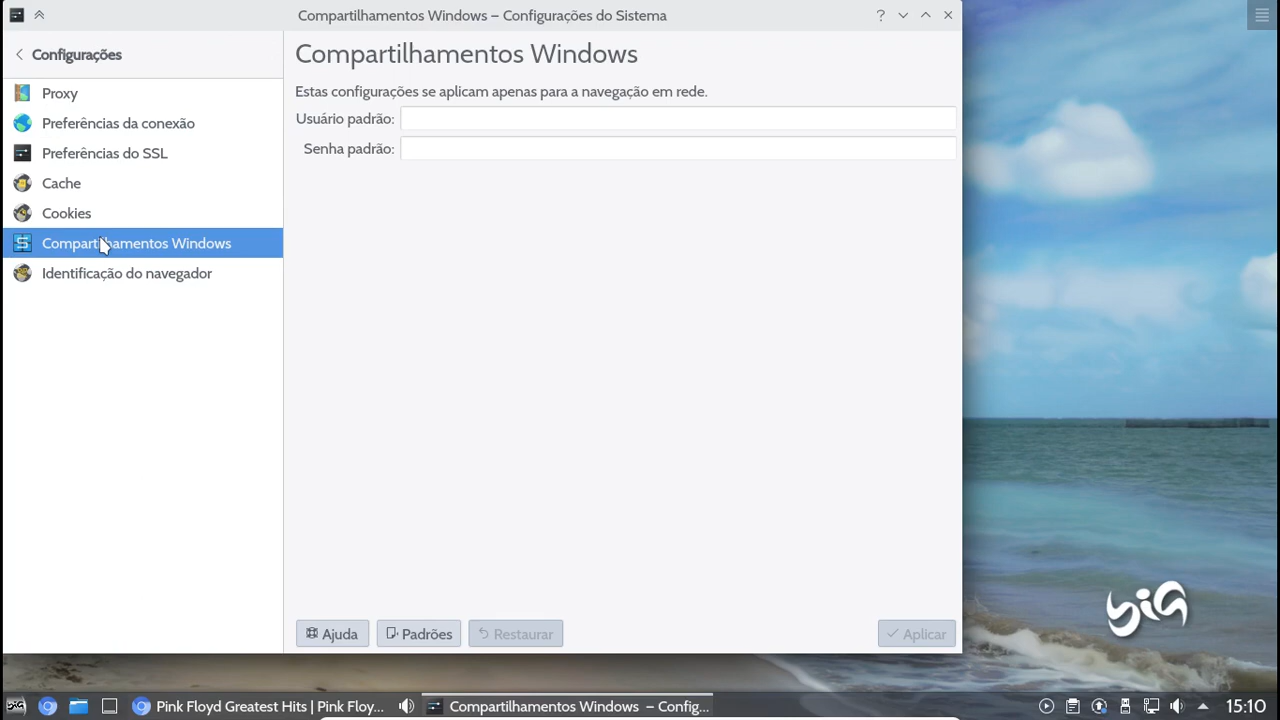 Compartilhamentos Windows – Configurações do Sistema
Configurações
Proxy
Preferências da conexão
Preferências do SSL
Cache
Cookies
Compartilhamentos Windows
Identificação do navegador
Compartilhamentos Windows
Estas configurações se aplicam apenas para a navegação em rede.
Usuário padrão:
Senha padrão:
Ajuda
Padrões
Restaurar
Aplicar
BIG
Pink Floyd Greatest Hits | Pink Floy...
Compartilhamentos Windows – Config...
15:10